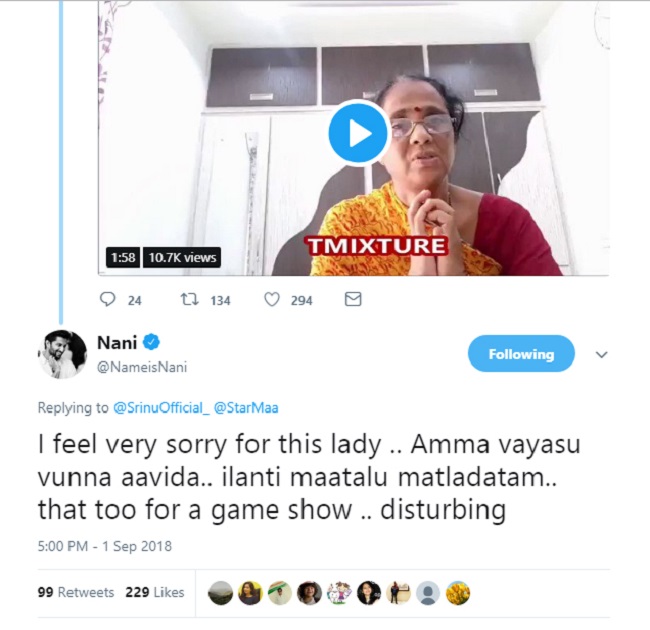 TMIXTURE
1:58 10.7K views
24 134 294
Nani
@NameisNani
Following
Replying to @SrinuOfficial_ @StarMaa
I feel very sorry for this lady .. Amma vayasu
vunna aavida.. ilanti maatalu matladatam..
that too for a game show .. disturbing
5:00 PM - 1 Sep 2018
99 Retweets 229 Likes